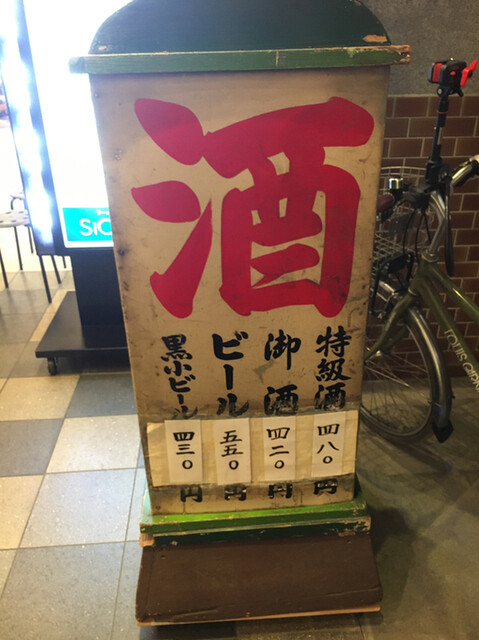 酒
特級酒 四八〇円
御酒 四二〇円
ビール 五五〇円
黒小ビール 四三〇円